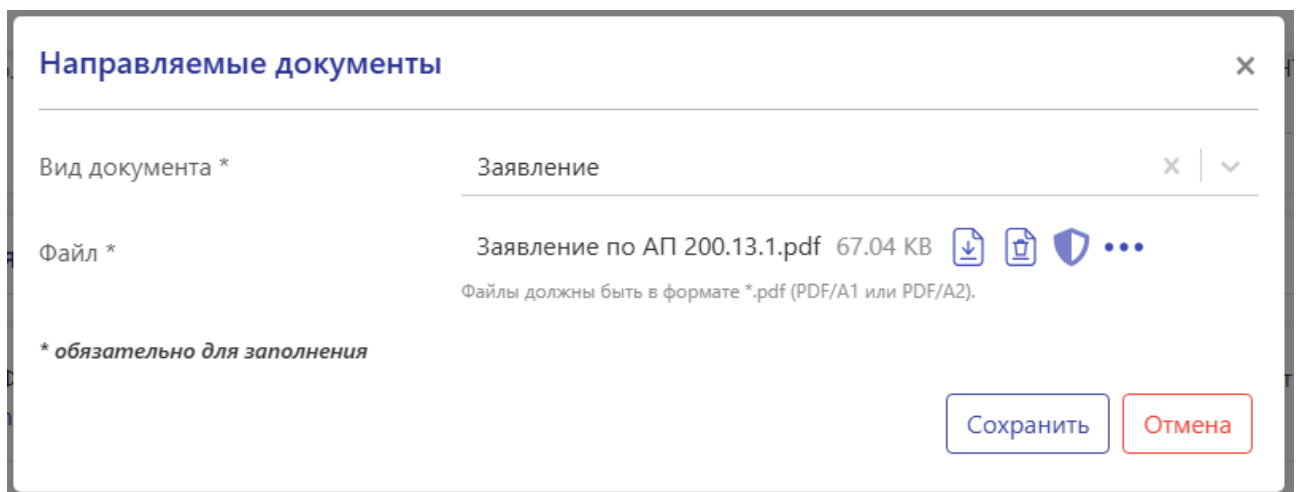 Направляемые документы
Вид документа * Заявление
Файл * Заявление по АП 200.13.1.pdf 67.04 KB
Файлы должны быть в формате *.pdf (PDF/A1 или PDF/A2).
* обязательно для заполнения
Сохранить Отмена